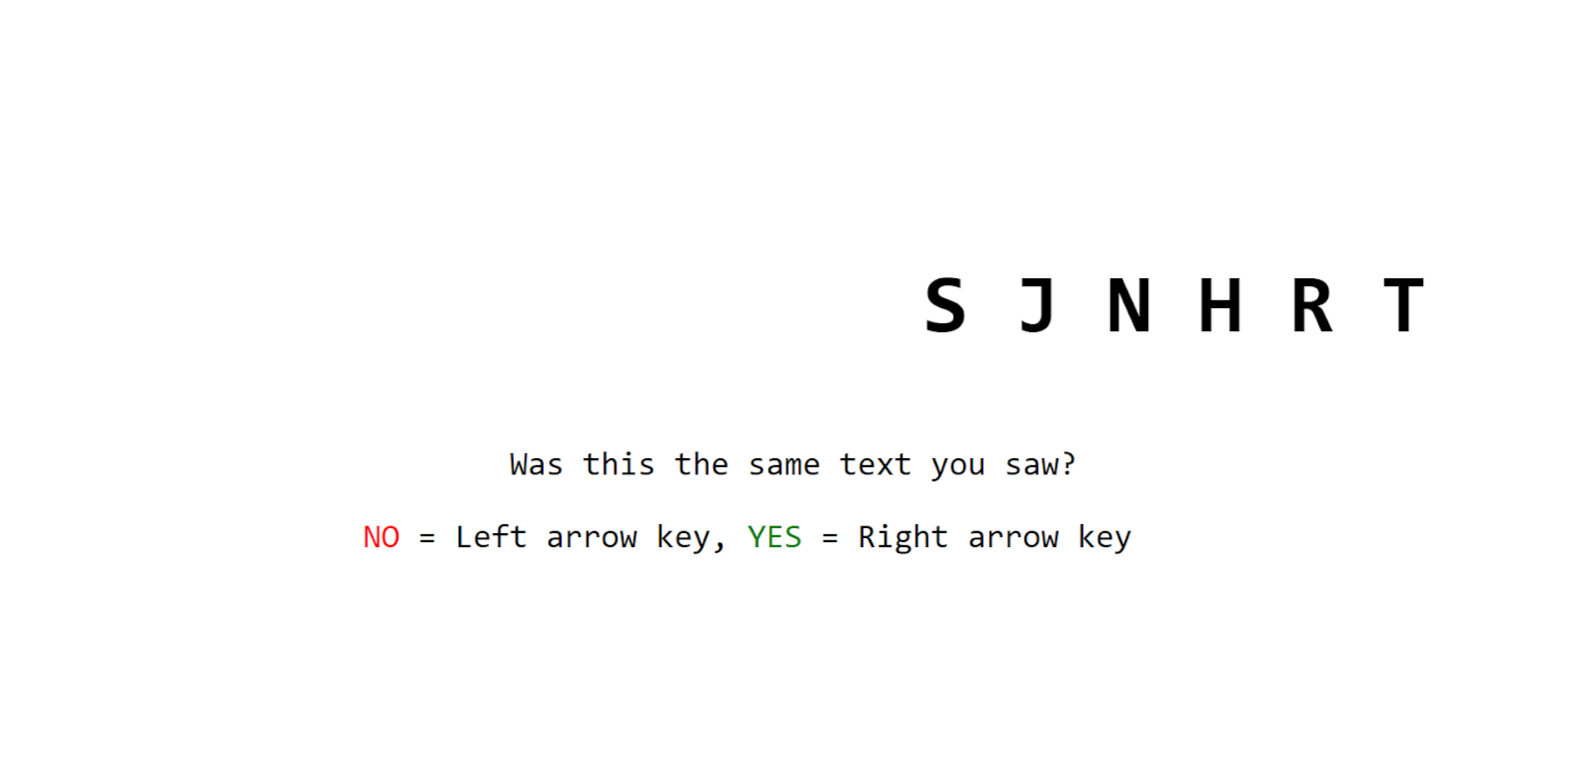 S J N H R T
Was this the same text you saw?
NO = Left arrow key, YES = Right arrow key